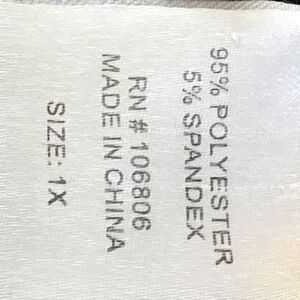 95% POLYESTER
5% SPANDEX
RN # 106806
MADE IN CHINA
SIZE: 1X